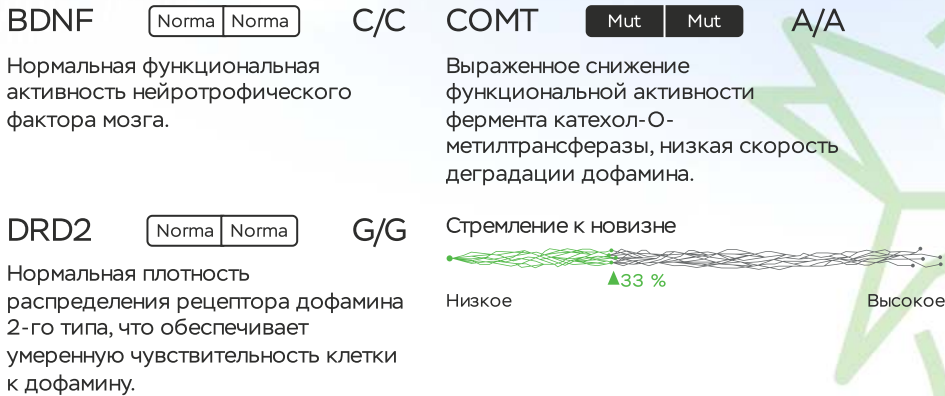 BDNF Norma Norma C/C
Нормальная функциональная
активность нейротрофического
фактора мозга.
COMT Mut Mut A/A
Выраженное снижение
функциональной активности
фермента катехол-О-
метилтрансферазы, низкая скорость
деградации дофамина.
DRD2 Norma Norma G/G
Нормальная плотность
распределения рецептора дофамина
2-го типа, что обеспечивает
умеренную чувствительность клетки
к дофамину.
Стремление к новизне
33 %
Низкое Высокое